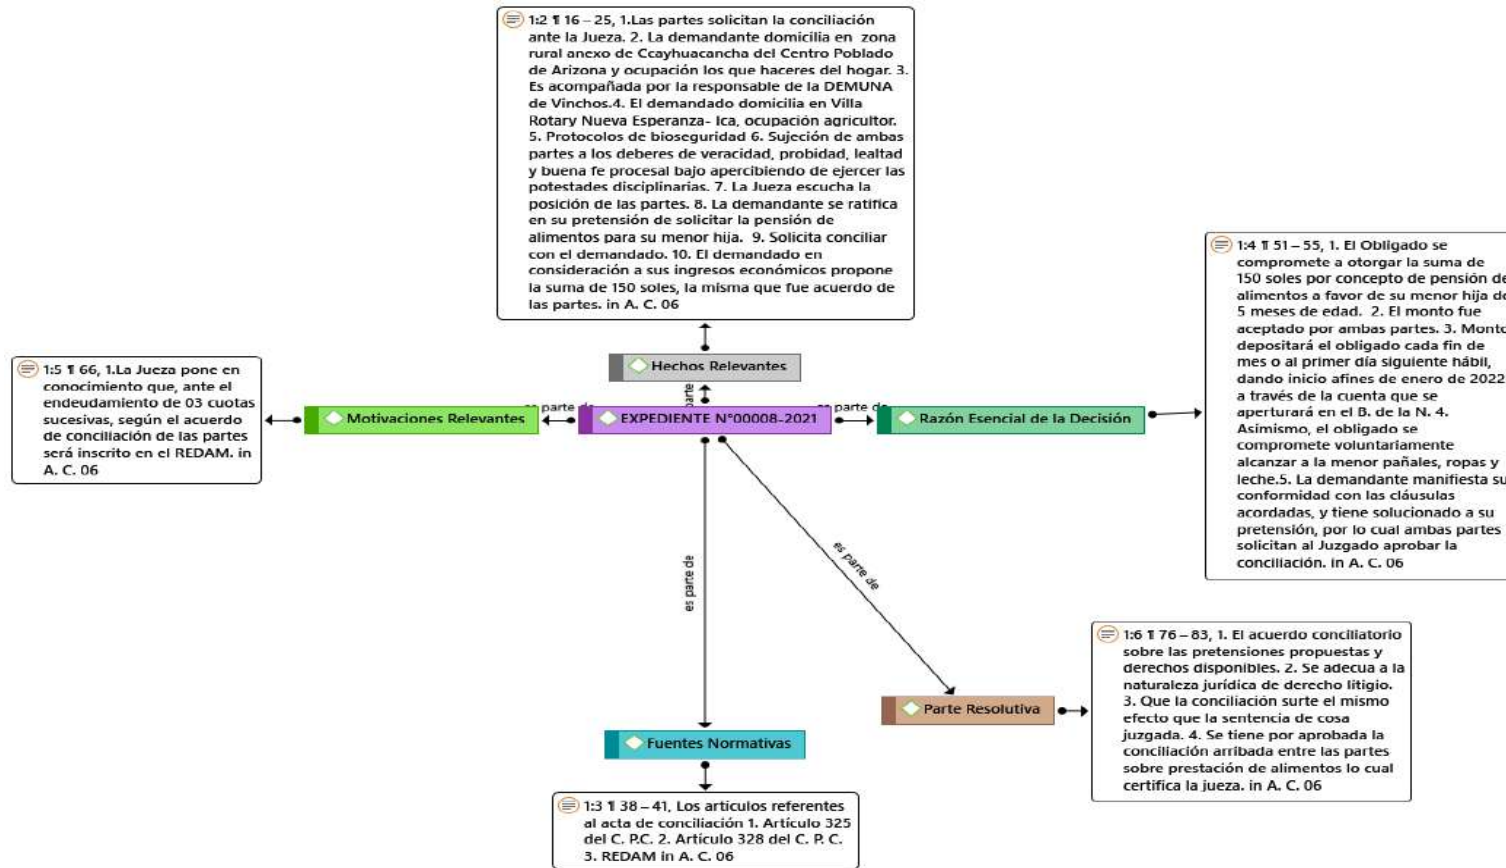 1:2 ¶ 16 – 25, 1.Las partes solicitan la conciliación
ante la Jueza. 2. La demandante domicilia en zona
rural anexo de Ccayhuacancha del Centro Poblado
de Arizona y ocupación los que haceres del hogar. 3.
Es acompañada por la responsable de la DEMUNA
de Vinchos.4. El demandado domicilia en Villa
Rotary Nueva Esperanza- Ica, ocupación agricultor.
5. Protocolos de bioseguridad 6. Sujeción de ambas
partes a los deberes de veracidad, probidad, lealtad
y buena fe procesal bajo apercibiendo de ejercer las
potestades disciplinarias. 7. La Jueza escucha la
posición de las partes. 8. La demandante se ratifica
en su pretensión de solicitar la pensión de
alimentos para su menor hija. 9. Solicita conciliar
con el demandado. 10. El demandado en
consideración a sus ingresos económicos propone
la suma de 150 soles, la misma que fue acuerdo de
las partes. in A. C. 06
Hechos Relevantes
parte
1:5 ¶ 66, 1.La Jueza pone en
conocimiento que, ante el
endeudamiento de 03 cuotas
sucesivas, según el acuerdo
de conciliación de las partes
será inscrito en el REDAM. in
A. C. 06
Motivaciones Relevantes
es parte de
EXPEDIENTE N°00008-2021
es parte de
Razón Esencial de la Decisión
1:4 ¶ 51 – 55, 1. El Obligado se
compromete a otorgar la suma de
150 soles por concepto de pensión de
alimentos a favor de su menor hija de
5 meses de edad. 2. El monto fue
aceptado por ambas partes. 3. Monto
depositará el obligado cada fin de
mes o al primer día siguiente hábil,
dando inicio afines de enero de 2022
a través de la cuenta que se
aperturará en el B. de la N. 4.
Asimismo, el obligado se
compromete voluntariamente
alcanzar a la menor pañales, ropas y
leche.5. La demandante manifiesta su
conformidad con las cláusulas
acordadas, y tiene solucionado a su
pretensión, por lo cual ambas partes
solicitan al Juzgado aprobar la
conciliación. in A. C. 06
es parte de
es parte de
Parte Resolutiva
1:6 ¶ 76 – 83, 1. El acuerdo conciliatorio
sobre las pretensiones propuestas y
derechos disponibles. 2. Se adecua a la
naturaleza jurídica de derecho litigio.
3. Que la conciliación surte el mismo
efecto que la sentencia de cosa
juzgada. 4. Se tiene por aprobada la
conciliación arribada entre las partes
sobre prestación de alimentos lo cual
certifica la jueza. in A. C. 06
Fuentes Normativas
1:3 ¶ 38 – 41, Los artículos referentes
al acta de conciliación 1. Artículo 325
del C. P.C. 2. Artículo 328 del C. P. C.
3. REDAM in A. C. 06